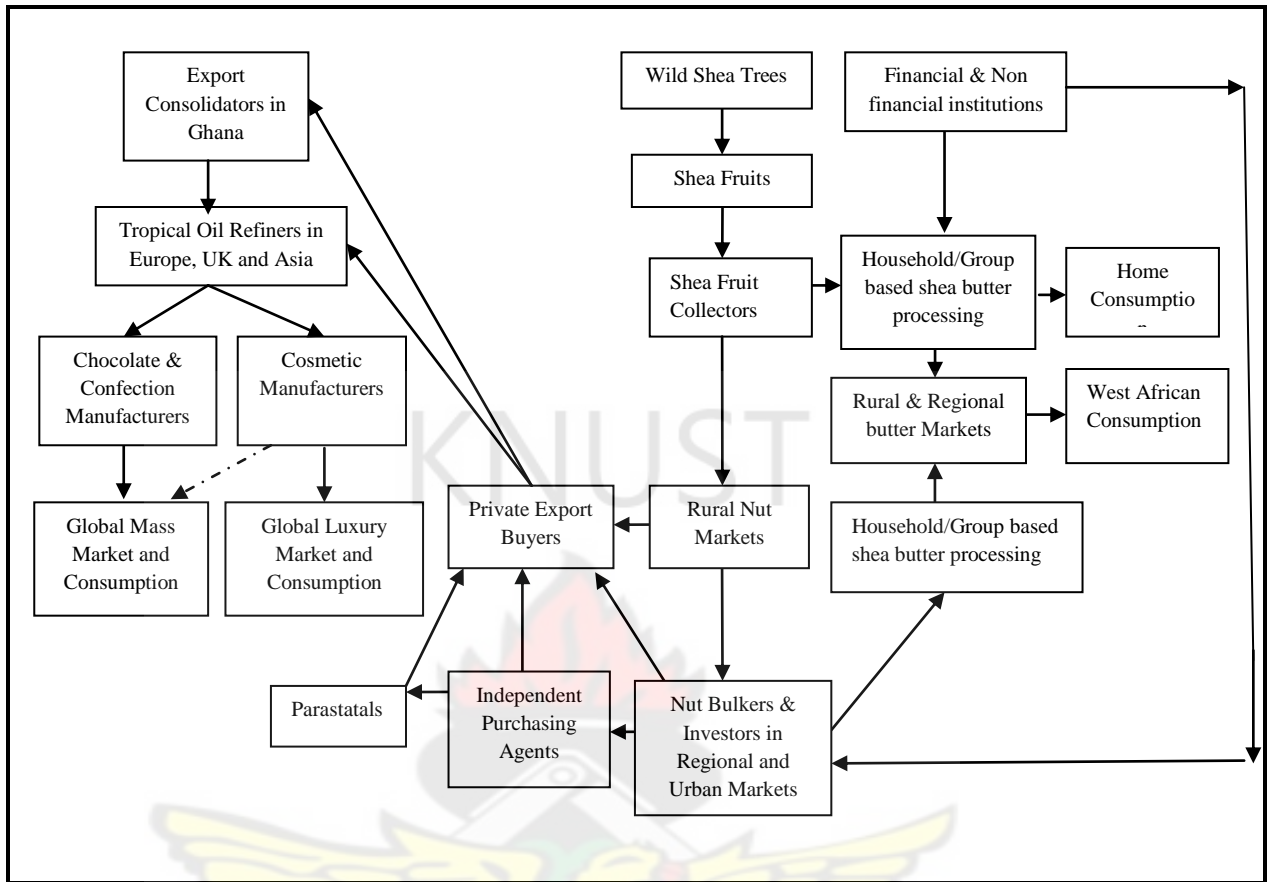 Export
Consolidators in
Ghana
Wild Shea Trees
Financial & Non
financial institutions
Shea Fruits
Tropical Oil Refiners in
Europe, UK and Asia
Shea Fruit
Collectors
Household/Group
based shea butter
processing
Home
Consumptio
n
Chocolate &
Confection
Manufacturers
Cosmetic
Manufacturers
Rural & Regional
butter Markets
West African
Consumption
KNUST
Global Mass
Market and
Consumption
Global Luxury
Market and
Consumption
Private Export
Buyers
Rural Nut
Markets
Household/Group based
shea butter processing
Parastatals
Independent
Purchasing
Agents
Nut Bulkers &
Investors in
Regional and
Urban Markets